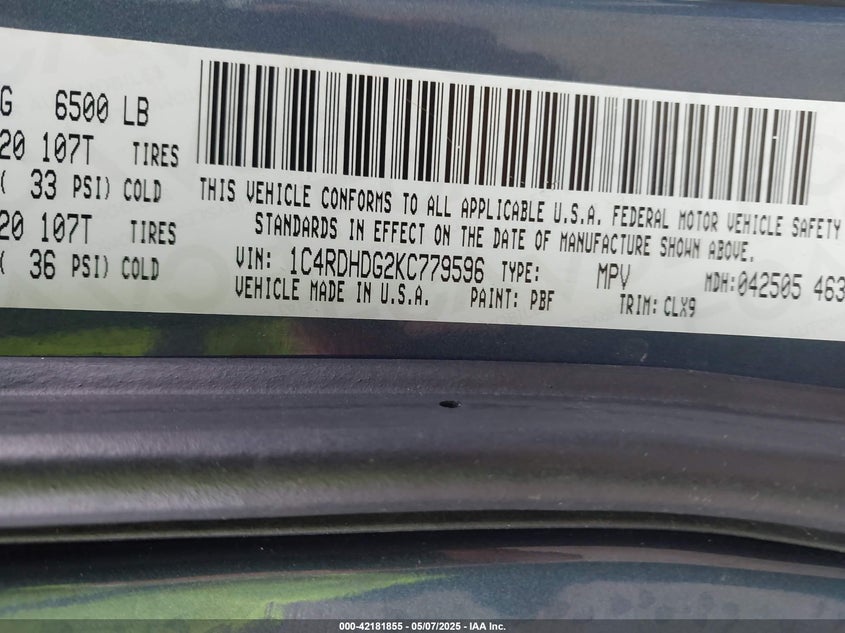 G 6500 LB
20 107T TIRES
( 33 PSI) COLD
20 107T TIRES
( 36 PSI) COLD
THIS VEHICLE CONFORMS TO ALL APPLICABLE U.S.A. FEDERAL MOTOR VEHICLE SAFETY
STANDARDS IN EFFECT ON THE DATE OF MANUFACTURE SHOWN ABOVE.
VIN: 1C4RDHDG2KC779596 TYPE: MPV MDH:042505 463
VEHICLE MADE IN U.S.A. PAINT: PBF TRIM: CLX9
000-42181855 - 05/07/2025 - IAA Inc.